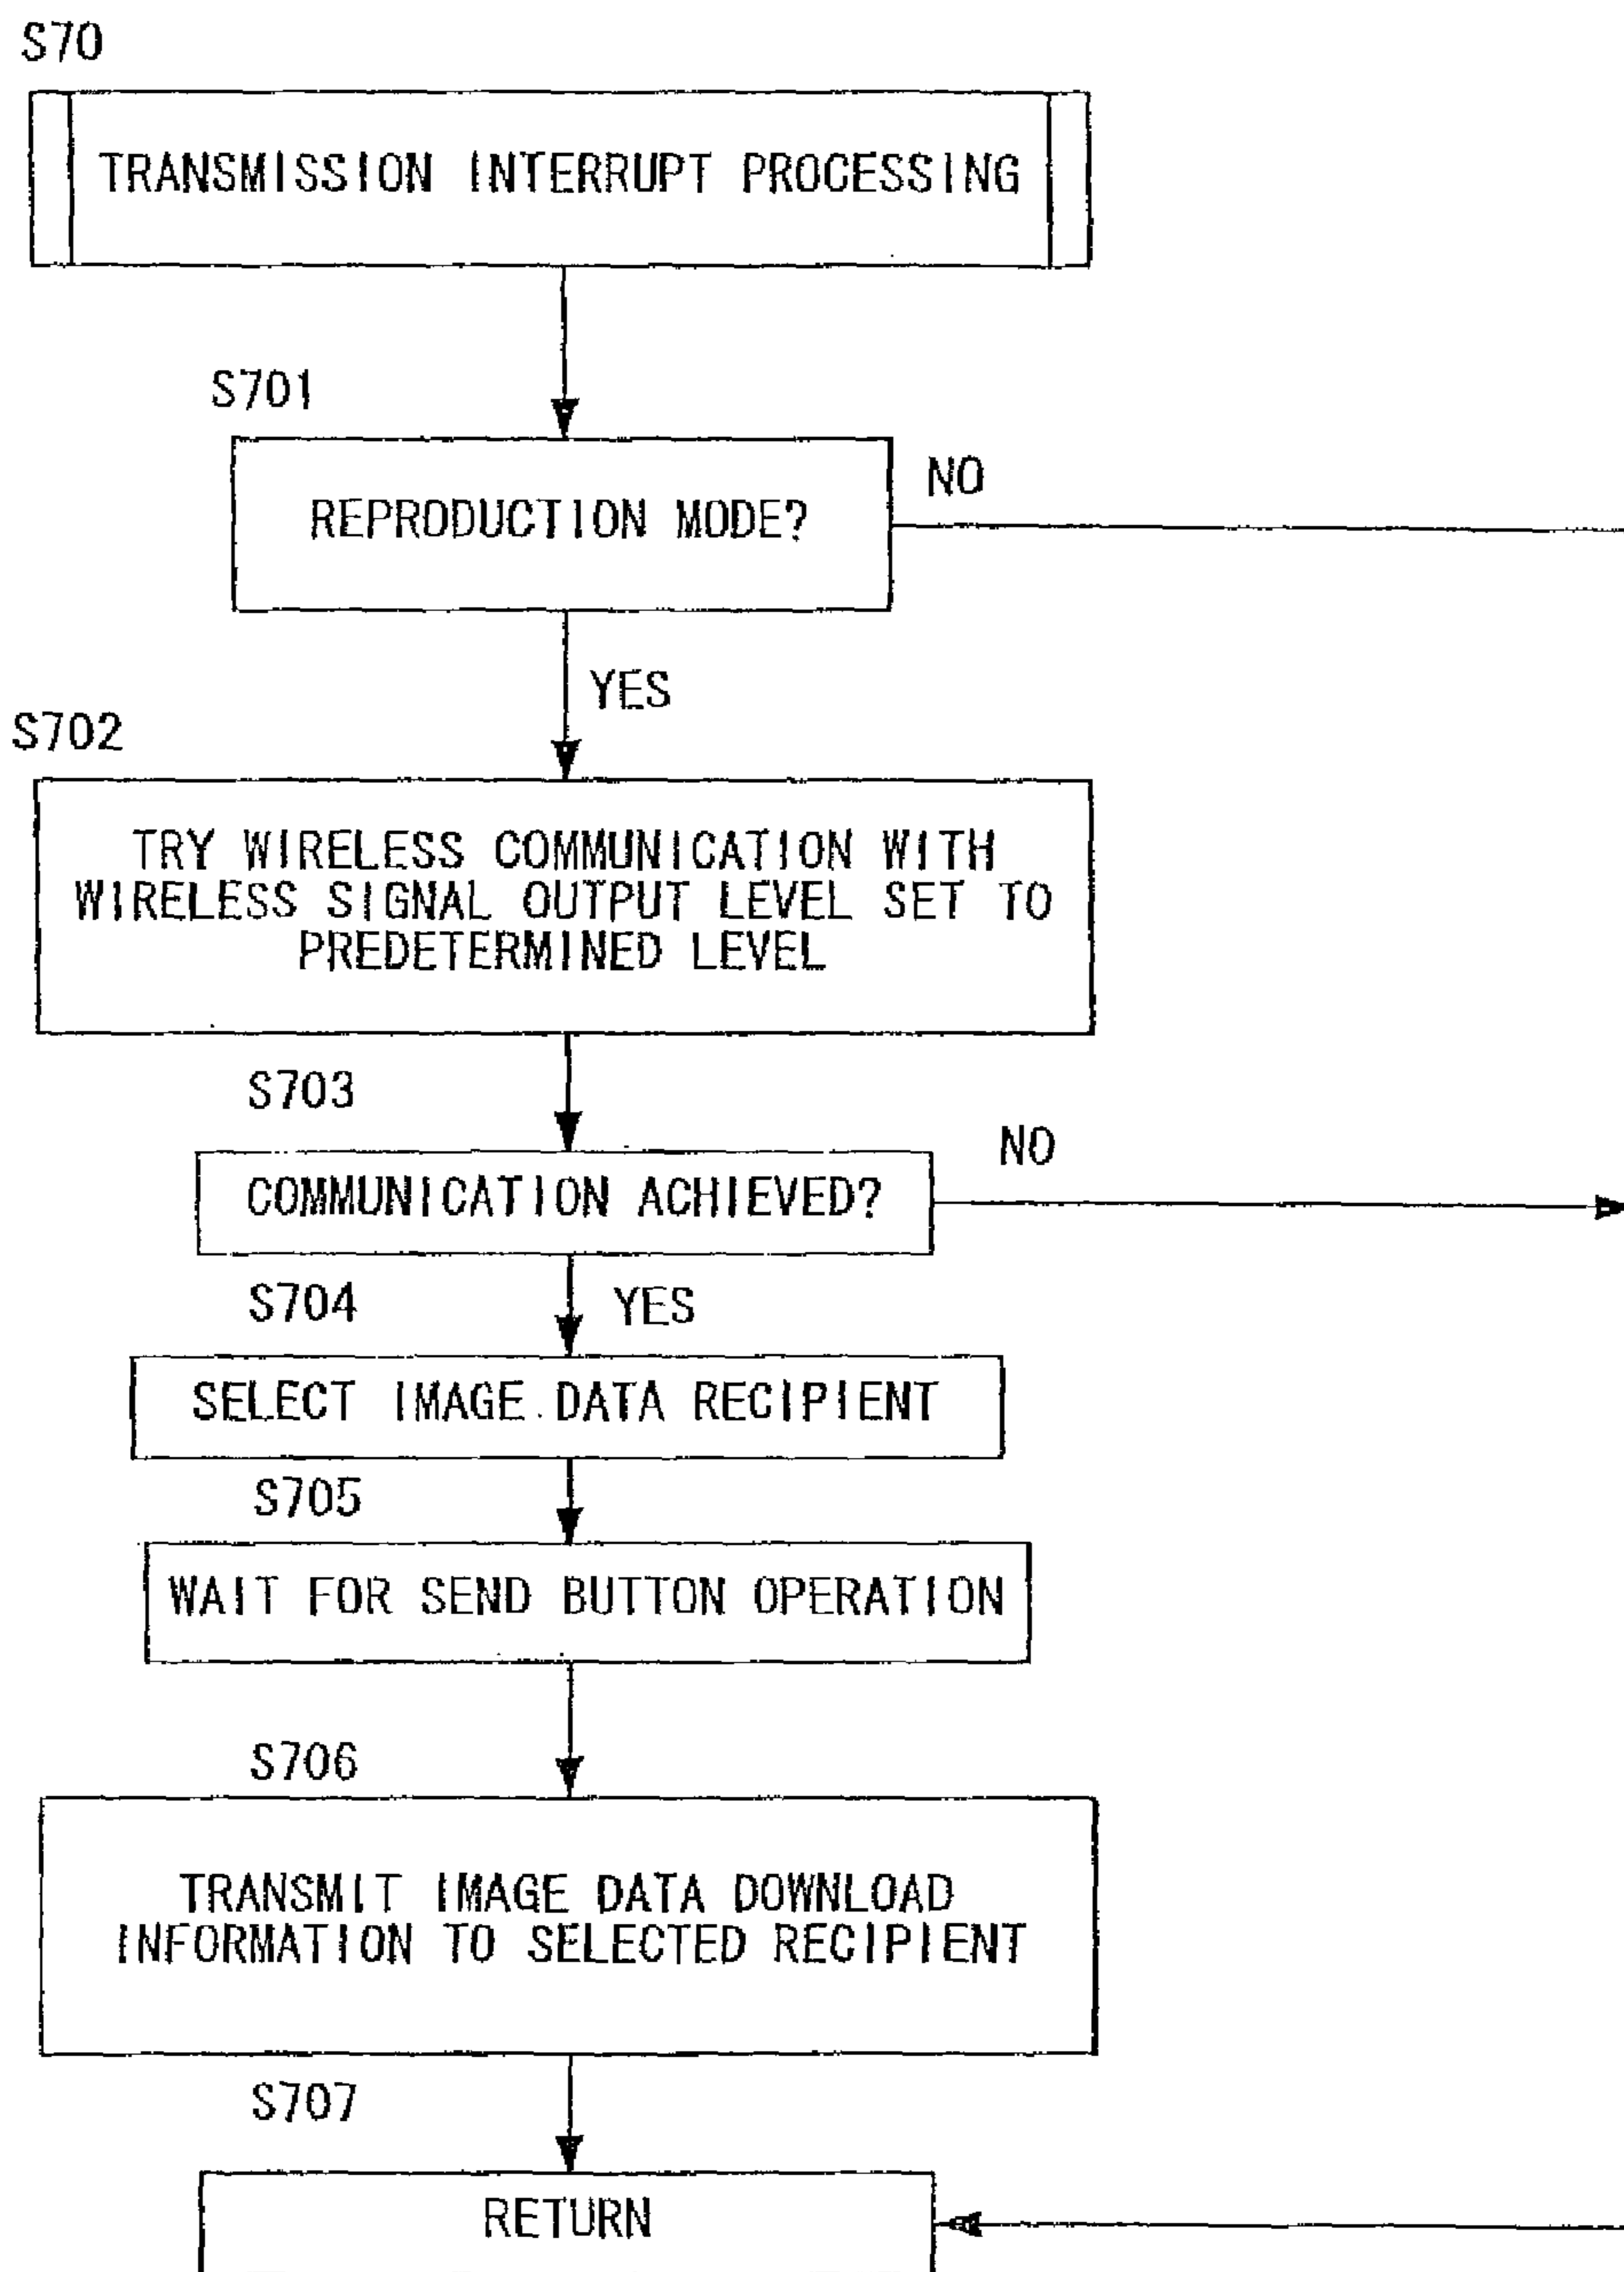 S70
TRANSMISSION INTERRUPT PROCESSING
S701
REPRODUCTION MODE?
NO
YES
S702
TRY WIRELESS COMMUNICATION WITH
WIRELESS SIGNAL OUTPUT LEVEL SET TO
PREDETERMINED LEVEL
S703
COMMUNICATION ACHIEVED?
NO
S704
YES
SELECT IMAGE DATA RECIPIENT
S705
WAIT FOR SEND BUTTON OPERATION
S706
TRANSMIT IMAGE DATA DOWNLOAD
INFORMATION TO SELECTED RECIPIENT
S707
RETURN